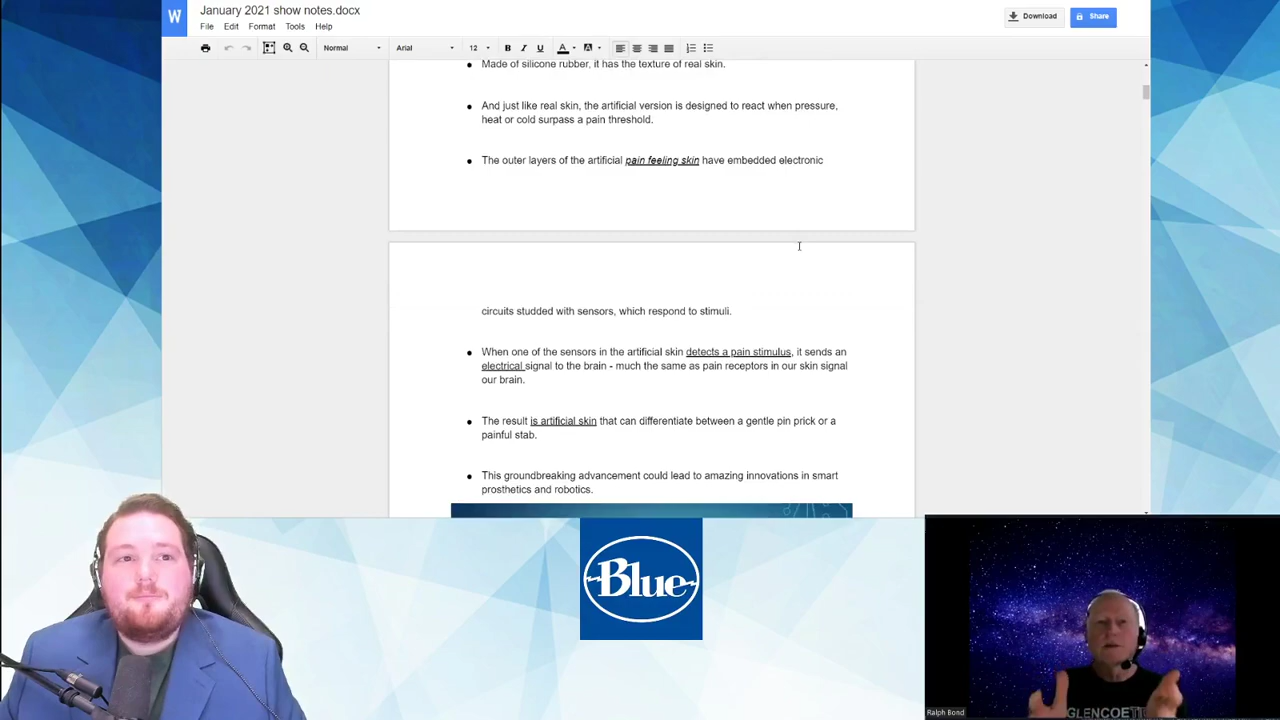 January 2021 show notes.docx
File Edit Format Tools Help
Download
Share
Normal Arial 12 B I U A A
Made of silicone rubber, it has the texture of real skin.
And just like real skin, the artificial version is designed to react when pressure,
heat or cold surpass a pain threshold.
The outer layers of the artificial pain feeling skin have embedded electronic
circuits studded with sensors, which respond to stimuli.
When one of the sensors in the artificial skin detects a pain stimulus, it sends an
electrical signal to the brain - much the same as pain receptors in our skin signal
our brain.
The result is artificial skin that can differentiate between a gentle pin prick or a
painful stab.
This groundbreaking advancement could lead to amazing innovations in smart
prosthetics and robotics.
Blue
GLENCOE
Ralph Bond